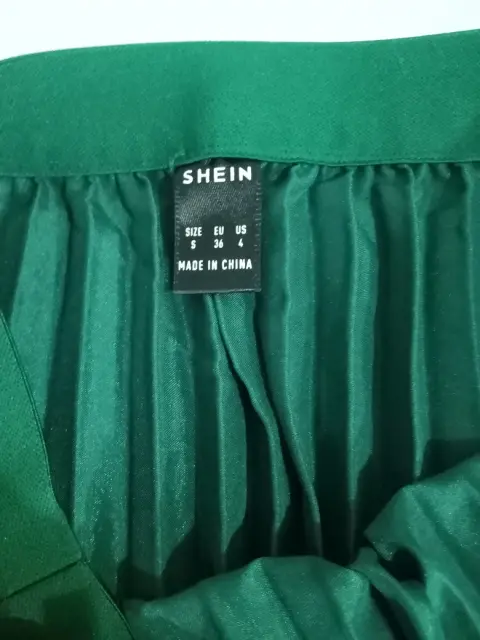 SHEIN
SIZE EU US
S 36 4
MADE IN CHINA